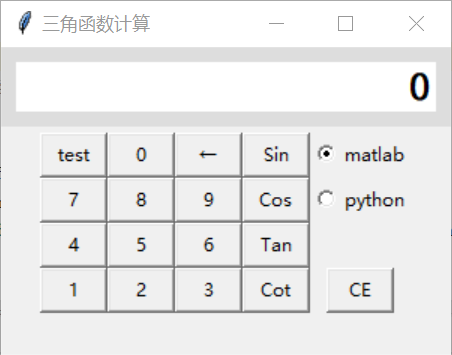 三角函数计算
0
test 0 ← Sin matlab
7 8 9 Cos python
4 5 6 Tan
1 2 3 Cot CE